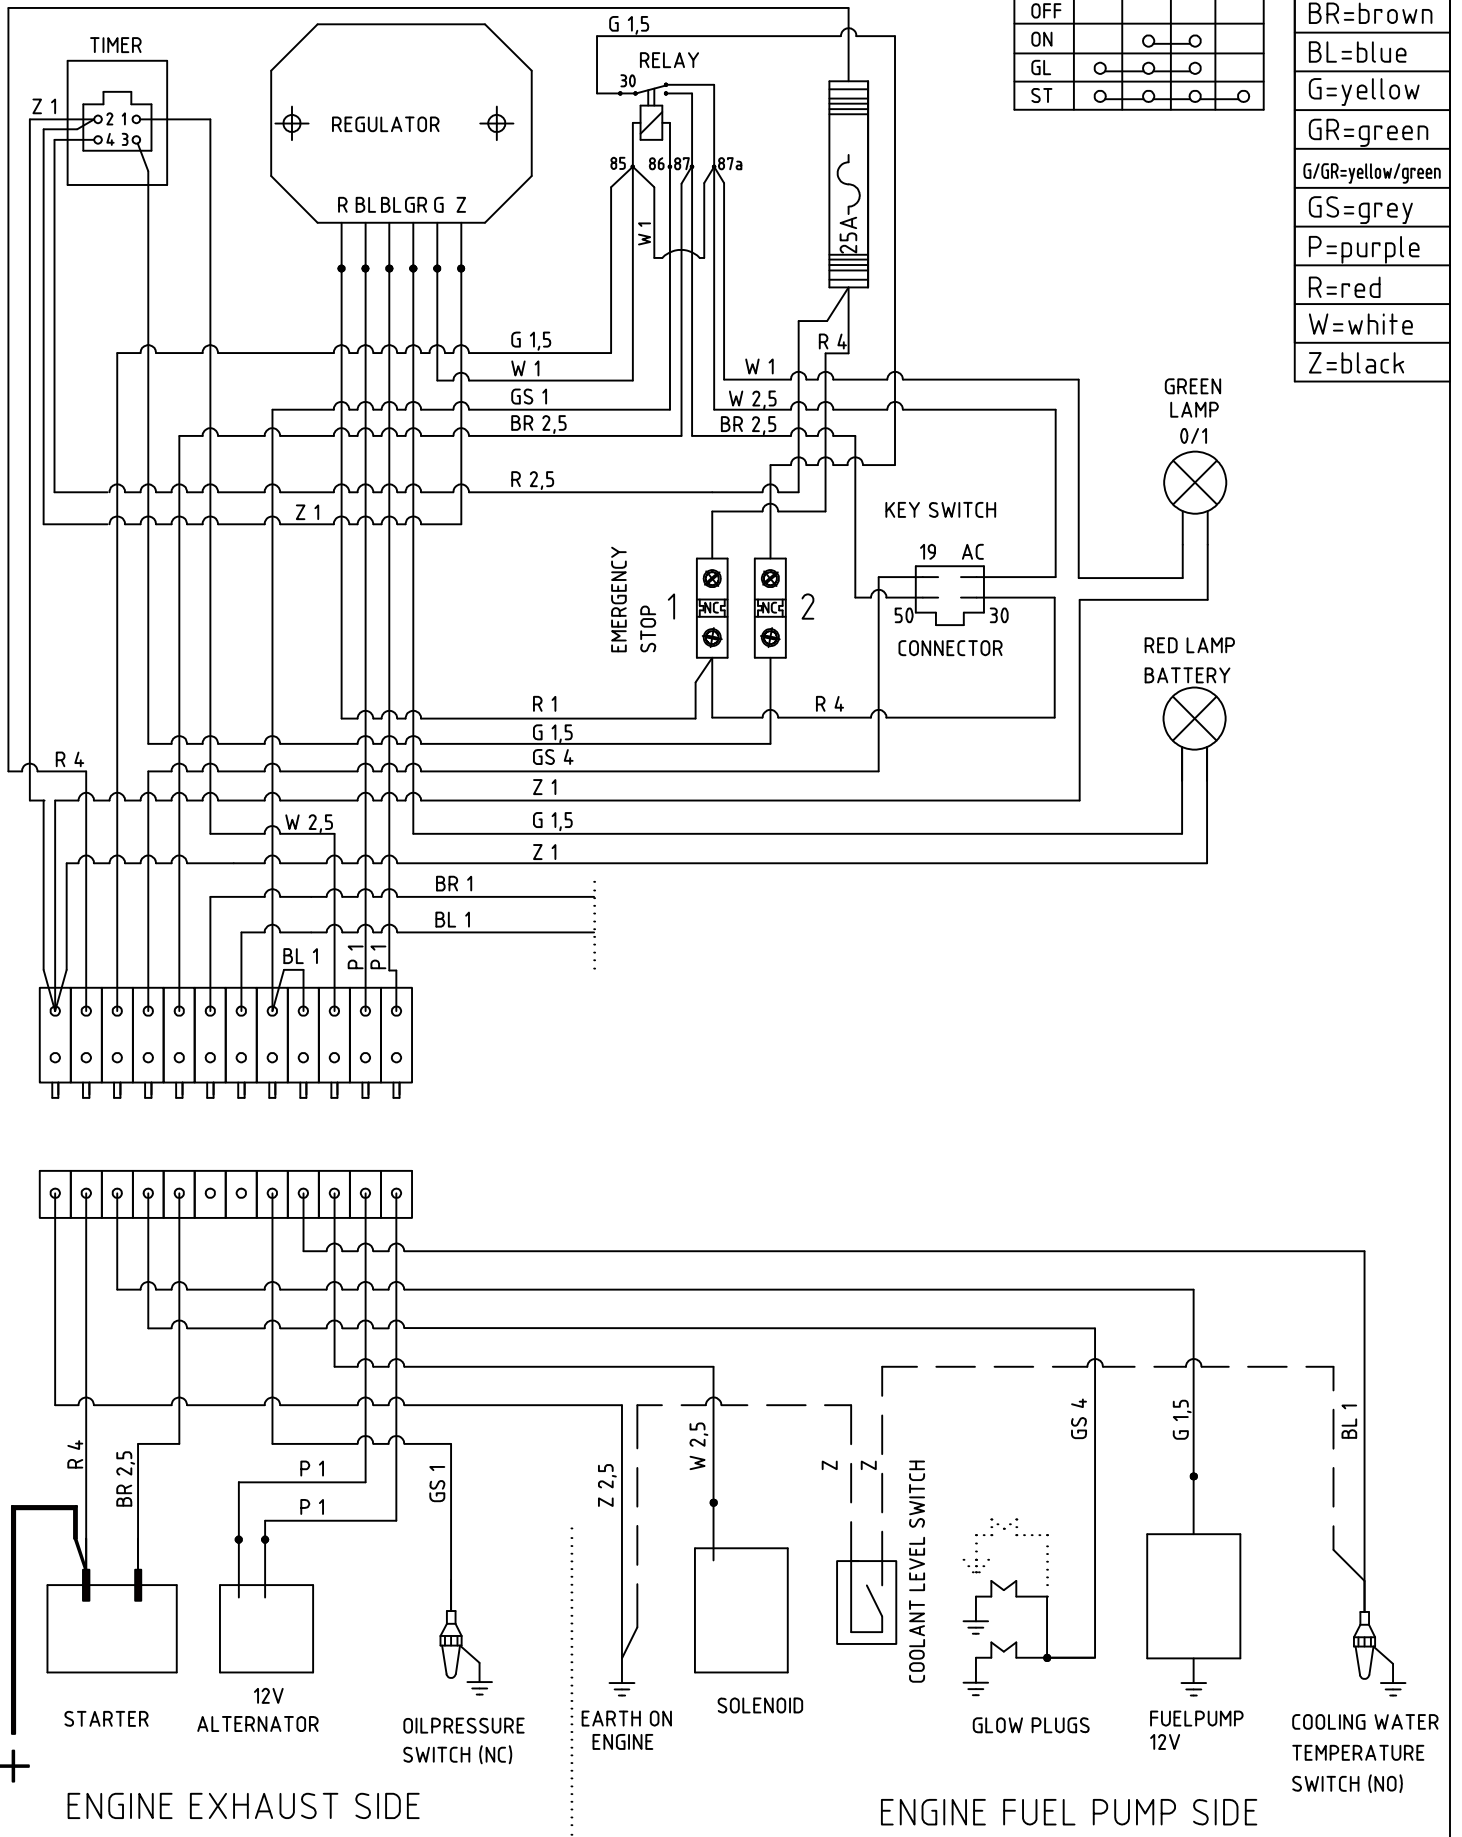 OFF
ON
GL
ST
BR=brown
BL=blue
G=yellow
GR=green
G/GR=yellow/green
GS=grey
P=purple
R=red
W=white
Z=black
TIMER
Z 1
2 1
4 3
REGULATOR
R BL BL GR G Z
G 1,5
RELAY
30
85
86
87
87a
W 1
25A
R 4
G 1,5
W 1
GS 1
BR 2,5
R 2,5
Z 1
W 1
W 2,5
BR 2,5
GREEN
LAMP
0/1
KEY SWITCH
19 AC
50
30
CONNECTOR
EMERGENCY
STOP
1
NC
NC
2
RED LAMP
BATTERY
R 1
R 4
G 1,5
GS 4
R 4
Z 1
W 2,5
G 1,5
Z 1
BR 1
BL 1
BL 1
P 1
P 1
R 4
BR 2,5
P 1
P 1
GS 1
Z 2,5
W 2,5
Z
Z
COOLANT LEVEL SWITCH
GS 4
G 1,5
BL 1
+
STARTER
12V
ALTERNATOR
OILPRESSURE
SWITCH (NC)
EARTH ON
ENGINE
SOLENOID
GLOW PLUGS
FUELPUMP
12V
COOLING WATER
TEMPERATURE
SWITCH (NO)
ENGINE EXHAUST SIDE
ENGINE FUEL PUMP SIDE